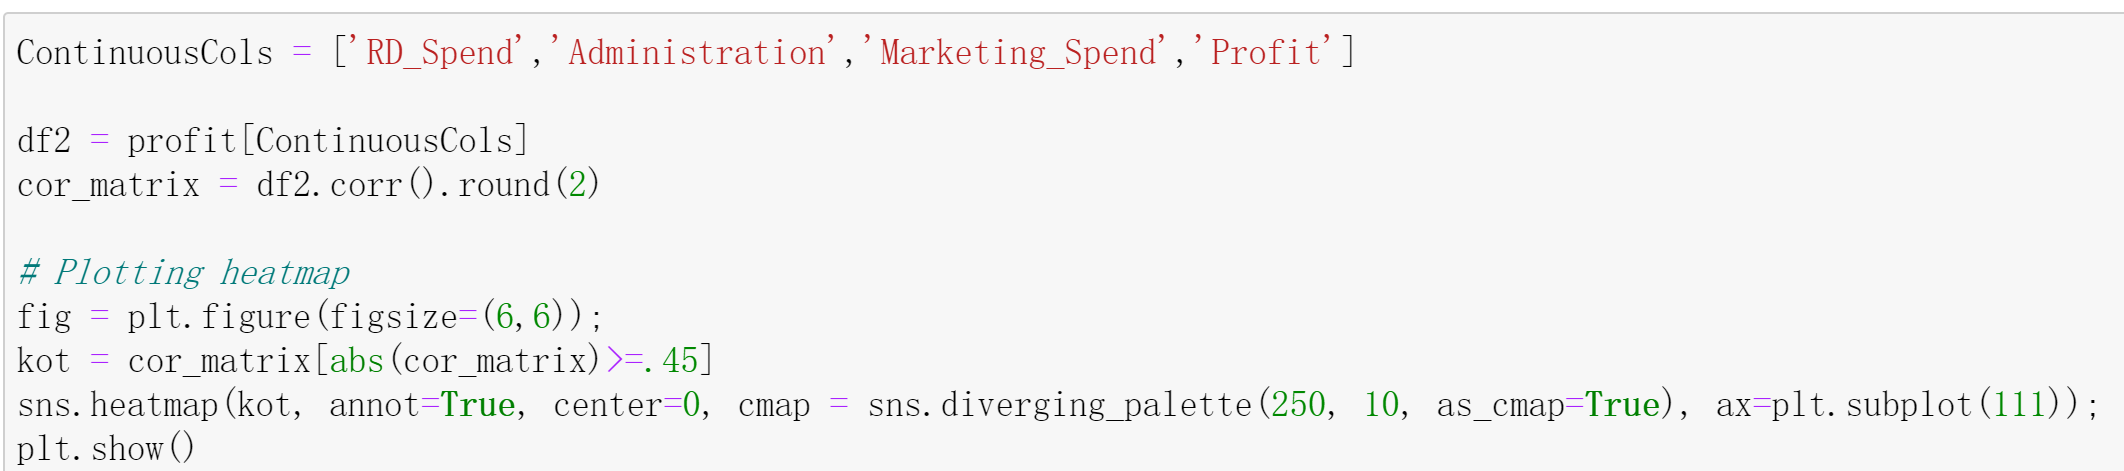 ContinuousCols = ['RD_Spend','Administration','Marketing_Spend','Profit']
df2 = profit[ContinuousCols]
cor_matrix = df2.corr().round(2)
# Plotting heatmap
fig = plt.figure(figsize=(6,6));
kot = cor_matrix[abs(cor_matrix)>=.45]
sns.heatmap(kot, annot=True, center=0, cmap = sns.diverging_palette(250, 10, as_cmap=True), ax=plt.subplot(111));
plt.show()